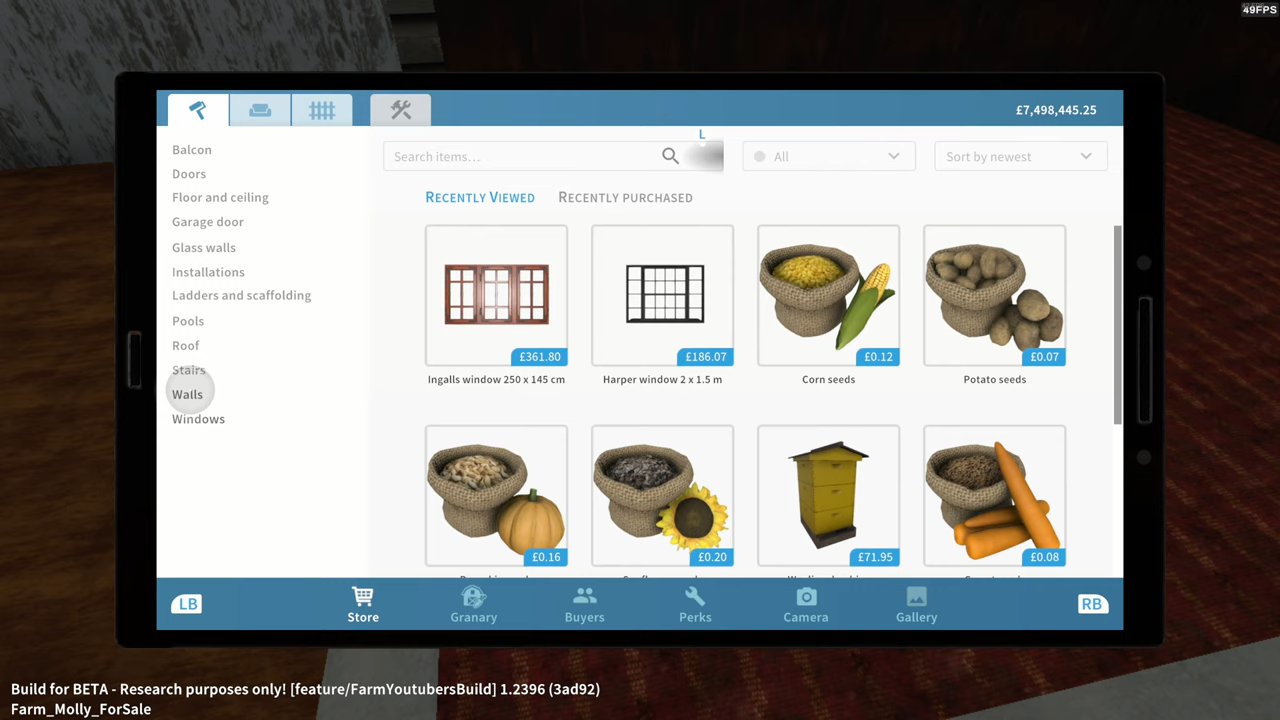 49FPS
£7,498,445.25
Balcon
Doors
Floor and ceiling
Garage door
Glass walls
Installations
Ladders and scaffolding
Pools
Roof
Stairs
Walls
Windows
L
Search items...
All
Sort by newest
RECENTLY VIEWED
RECENTLY PURCHASED
£361.80
£186.07
£0.12
£0.07
Ingalls window 250 x 145 cm
Harper window 2 x 1.5 m
Corn seeds
Potato seeds
£0.16
£0.20
£71.95
£0.08
LB
Store
Granary
Buyers
Perks
Camera
Gallery
RB
Build for BETA - Research purposes only! [feature/FarmYoutubersBuild] 1.2396 (3ad92)
Farm_Molly_ForSale